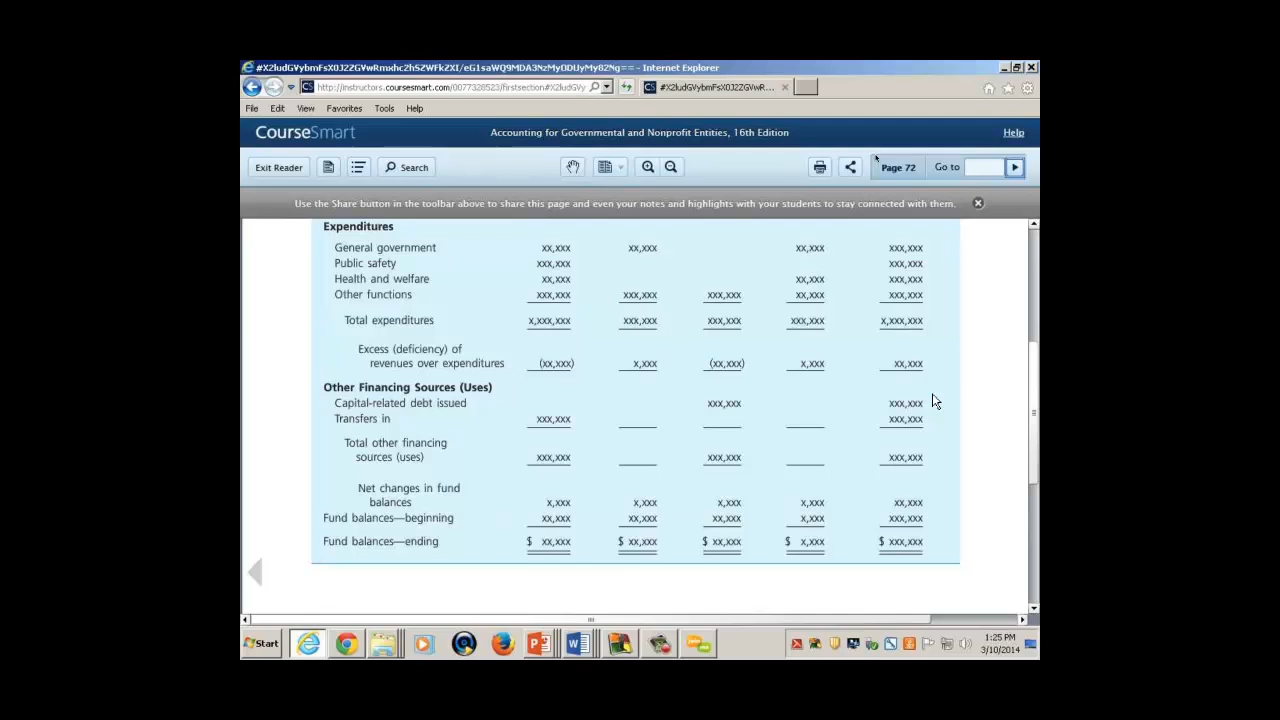 #X2ludGVybmFsX0J2ZGVwRmxhc2h5ZWFkZXI/eG1saWQ9MDA3NzMyODUyMy82Ng== - Internet Explorer
http://instructors.coursesmart.com/0077328523/firstsection#X2ludGVy
#X2ludGVybmFsX0J2ZGVwR...
File Edit View Favorites Tools Help
CourseSmart Accounting for Governmental and Nonprofit Entities, 16th Edition Help
Exit Reader Search Page 72 Go to
Use the Share button in the toolbar above to share this page and even your notes and highlights with your students to stay connected with them.
Expenditures
General government xx,xxx xx,xxx xx,xxx xxx,xxx
Public safety xxx,xxx xxx,xxx
Health and welfare xx,xxx xx,xxx xxx,xxx
Other functions xxx,xxx xxx,xxx xxx,xxx xx,xxx xxx,xxx
Total expenditures x,xxx,xxx xxx,xxx xxx,xxx xxx,xxx x,xxx,xxx
Excess (deficiency) of
revenues over expenditures (xx,xxx) x,xxx (xx,xxx) x,xxx xx,xxx
Other Financing Sources (Uses)
Capital-related debt issued xxx,xxx xxx,xxx
Transfers in xxx,xxx xxx,xxx
Total other financing
sources (uses) xxx,xxx xxx,xxx xxx,xxx
Net changes in fund
balances x,xxx x,xxx x,xxx x,xxx xx,xxx
Fund balances—beginning xx,xxx xx,xxx xx,xxx x,xxx xxx,xxx
Fund balances—ending $ xx,xxx $ xx,xxx $ xx,xxx $ x,xxx $ xxx,xxx
Start
1:25 PM
3/10/2014